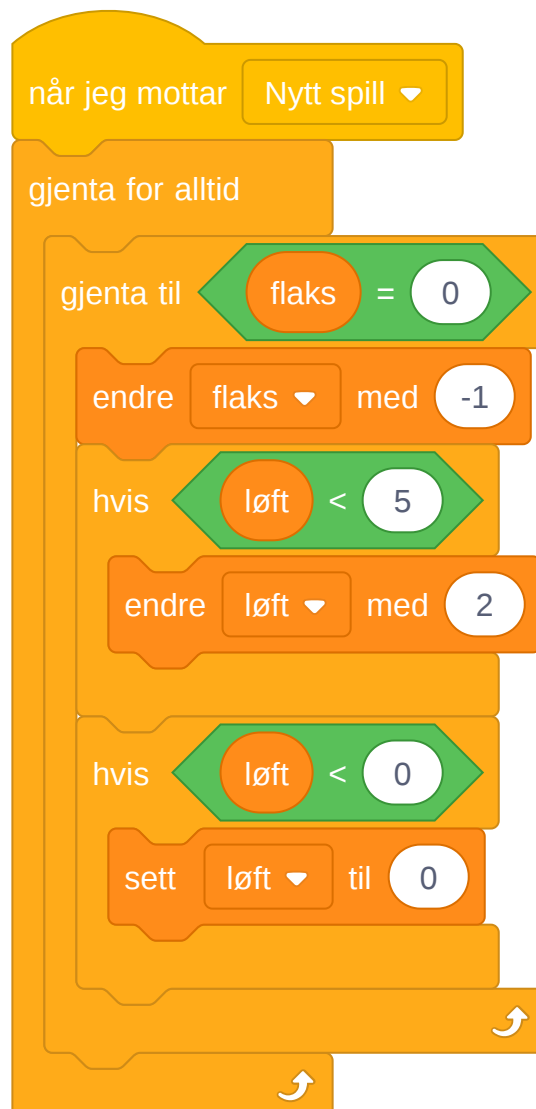 når jeg mottar Nytt spill
gjenta for alltid
gjenta til flaks = 0
endre flaks med -1
hvis løft < 5
endre løft med 2
hvis løft < 0
sett løft til 0